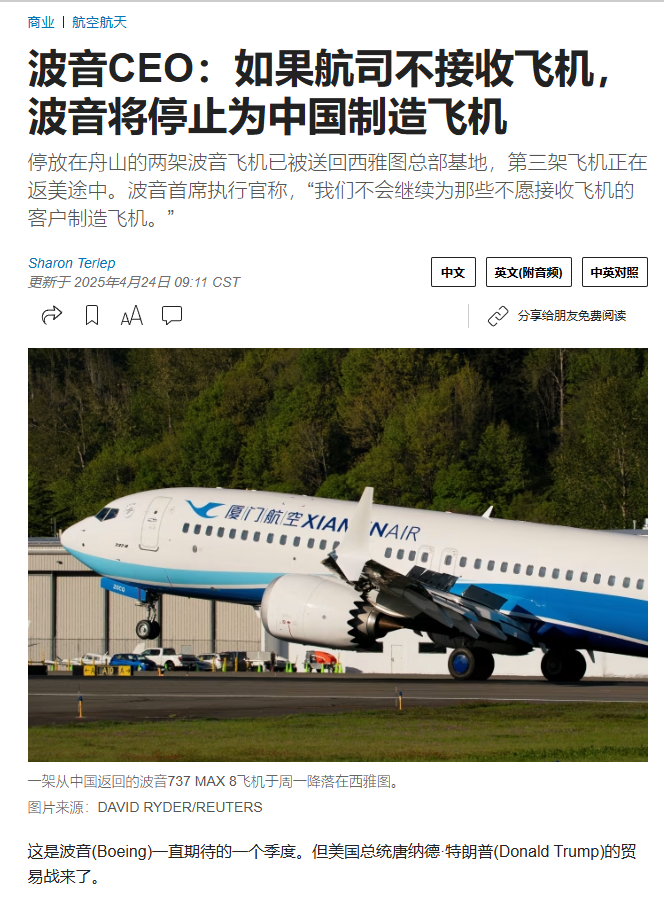 商业 | 航空航天
波音CEO：如果航司不接收飞机，
波音将停止为中国制造飞机
停放在舟山的两架波音飞机已被送回西雅图总部基地，第三架飞机正在
返美途中。波音首席执行官称，“我们不会继续为那些不愿接收飞机的
客户制造飞机。”
Sharon Terlep
更新于 2025年4月24日 09:11 CST
中文
英文(附音频)
中英对照
AA
分享给朋友免费阅读
厦门航空 XIAMENAIR
一架从中国返回的波音737 MAX 8飞机于周一降落在西雅图。
图片来源：DAVID RYDER/REUTERS
这是波音(Boeing)一直期待的一个季度。但美国总统唐纳德·特朗普(Donald Trump)的贸
易战来了。